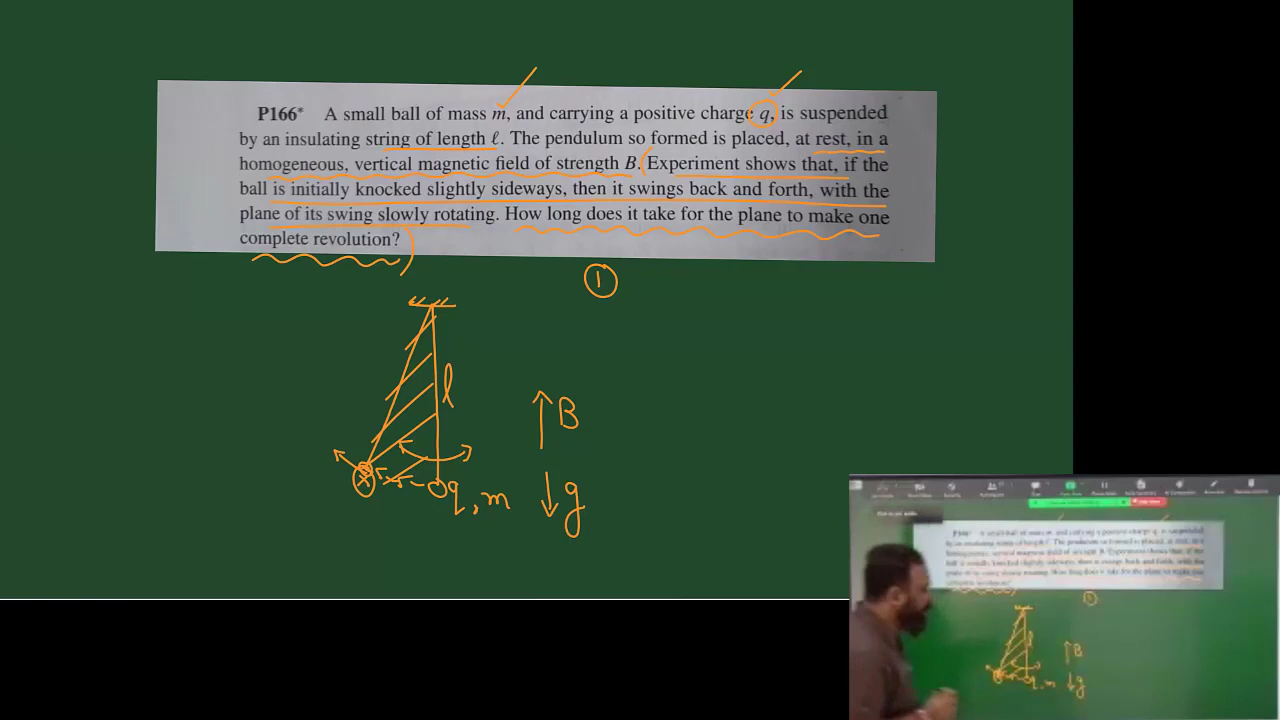 P166* A small ball of mass m, and carrying a positive charge q, is suspended
by an insulating string of length ℓ. The pendulum so formed is placed, at rest, in a
homogeneous, vertical magnetic field of strength B. Experiment shows that, if the
ball is initially knocked slightly sideways, then it swings back and forth, with the
plane of its swing slowly rotating. How long does it take for the plane to make one
complete revolution?
1
l
B
q, m
g